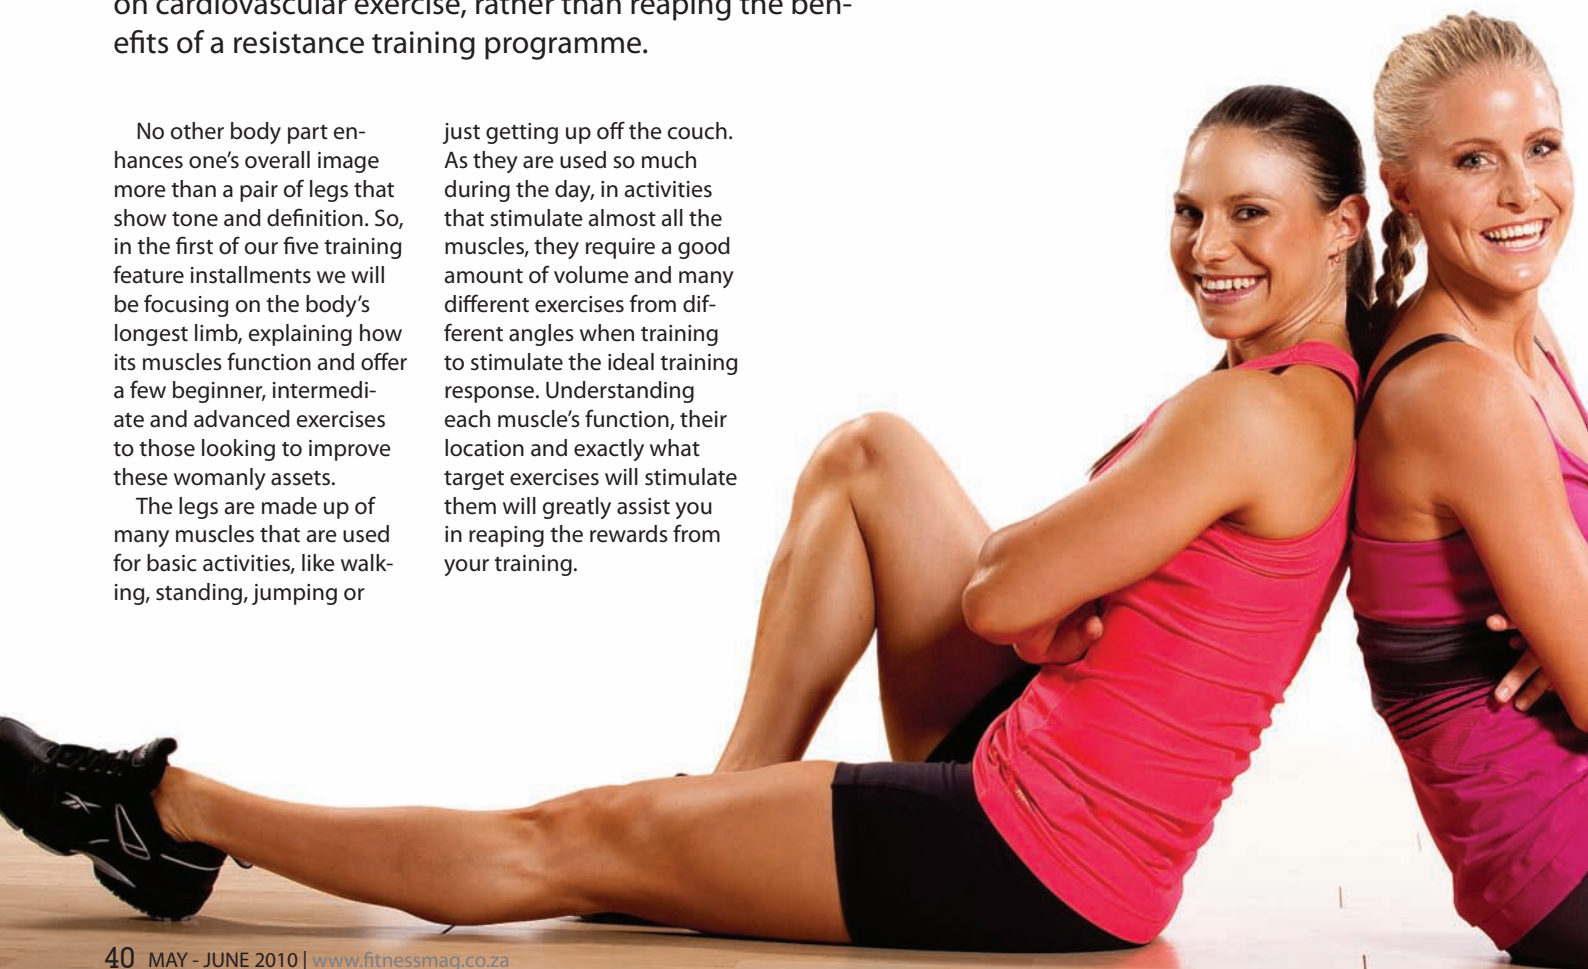 on cardiovascular exercise, rather than reaping the ben-
efits of a resistance training programme.
No other body part en-
hances one's overall image
more than a pair of legs that
show tone and definition. So,
in the first of our five training
feature installments we will
be focusing on the body's
longest limb, explaining how
its muscles function and offer
a few beginner, intermedi-
ate and advanced exercises
to those looking to improve
these womanly assets.
The legs are made up of
many muscles that are used
for basic activities, like walk-
ing, standing, jumping or
just getting up off the couch.
As they are used so much
during the day, in activities
that stimulate almost all the
muscles, they require a good
amount of volume and many
different exercises from dif-
ferent angles when training
to stimulate the ideal training
response. Understanding
each muscle's function, their
location and exactly what
target exercises will stimulate
them will greatly assist you
in reaping the rewards from
your training.
40 MAY - JUNE 2010 | www.fitnessmag.co.za